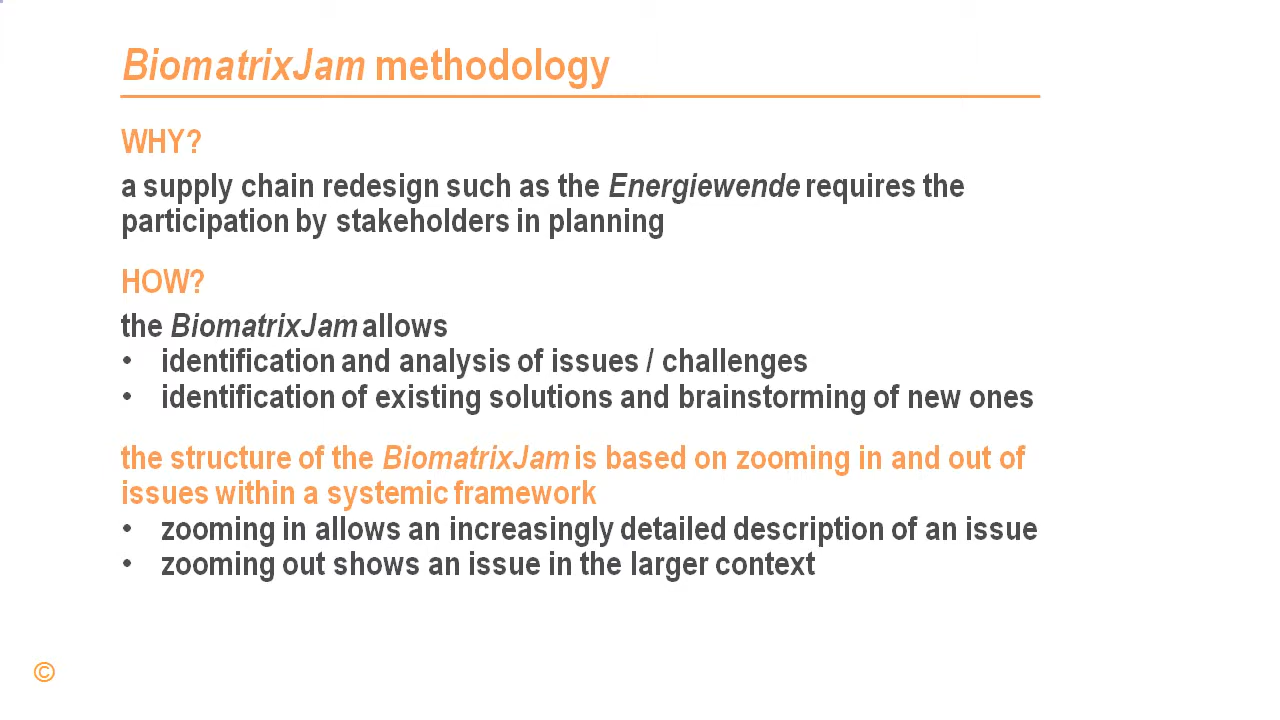 BiomatrixJam methodology
WHY?
a supply chain redesign such as the Energiewende requires the
participation by stakeholders in planning
HOW?
the BiomatrixJam allows
• identification and analysis of issues / challenges
• identification of existing solutions and brainstorming of new ones
the structure of the BiomatrixJam is based on zooming in and out of
issues within a systemic framework
• zooming in allows an increasingly detailed description of an issue
• zooming out shows an issue in the larger context
©